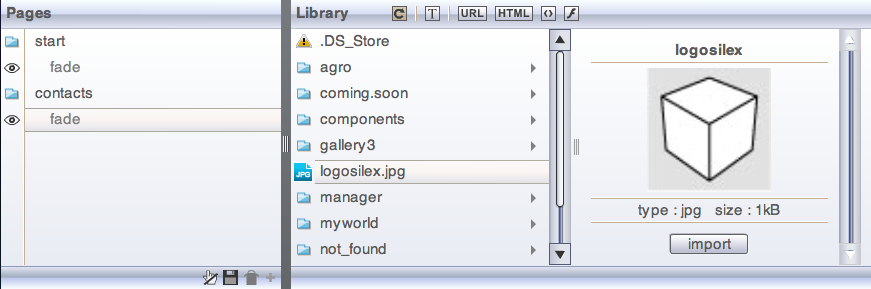 Pages
start
fade
contacts
fade
Library C T URL HTML <> f
.DS_Store
agro
coming.soon
components
gallery3
JPG logosilex.jpg
manager
myworld
not_found
logosilex
type : jpg size : 1kB
import